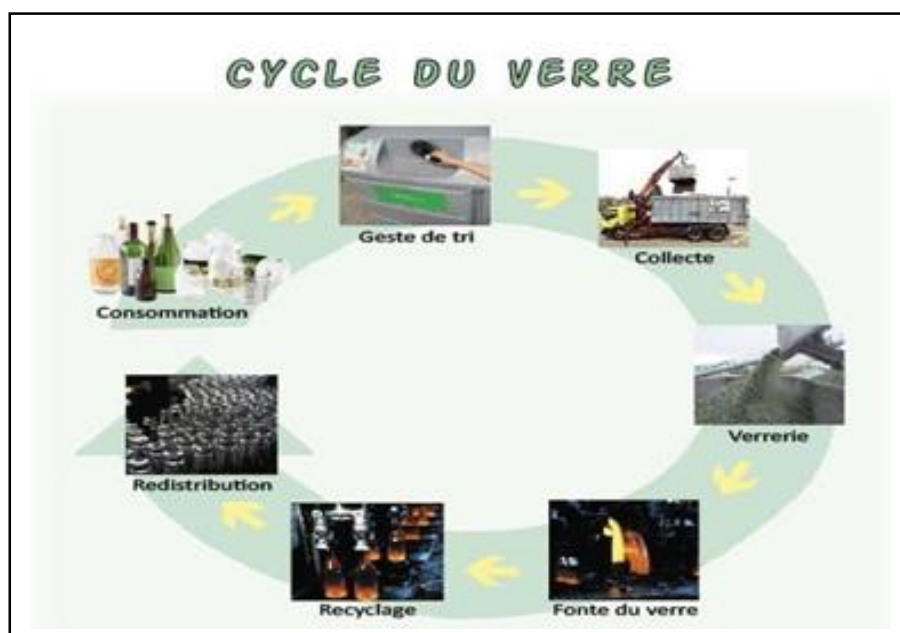 CYCLE DU VERRE
Geste de tri
Collecte
Consommation
Verrerie
Redistribution
Recyclage
Fonte du verre